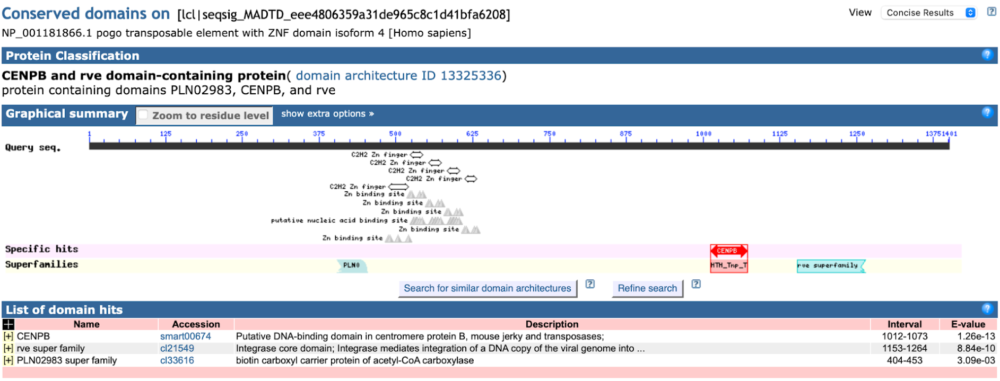 Conserved domains on [lcl|seqsig_MADTD_eee4806359a31de965c8c1d41bfa6208]
View Concise Results ?
NP_001181866.1 pogo transposable element with ZNF domain isoform 4 [Homo sapiens]
Protein Classification ?
CENPB and rve domain-containing protein( domain architecture ID 13325336)
protein containing domains PLN02983, CENPB, and rve
Graphical summary Zoom to residue level show extra options » ?
1 125 250 375 500 625 750 875 1000 1125 1250 1375 1401
Query seq.
C2H2 Zn finger
C2H2 Zn finger
C2H2 Zn finger
C2H2 Zn finger
C2H2 Zn finger
Zn binding site
Zn binding site
Zn binding site
putative nucleic acid binding site
Zn binding site
Zn binding site
Specific hits CENPB
Superfamilies PLN0 HTH_Tnp_T rve superfamily
Search for similar domain architectures ? Refine search ?
List of domain hits ?
+ Name Accession Description Interval E-value
[+] CENPB smart00674 Putative DNA-binding domain in centromere protein B, mouse jerky and transposases; 1012-1073 1.26e-13
[+] rve super family cl21549 Integrase core domain; Integrase mediates integration of a DNA copy of the viral genome into ... 1153-1264 8.84e-10
[+] PLN02983 super family cl33616 biotin carboxyl carrier protein of acetyl-CoA carboxylase 404-453 3.09e-03